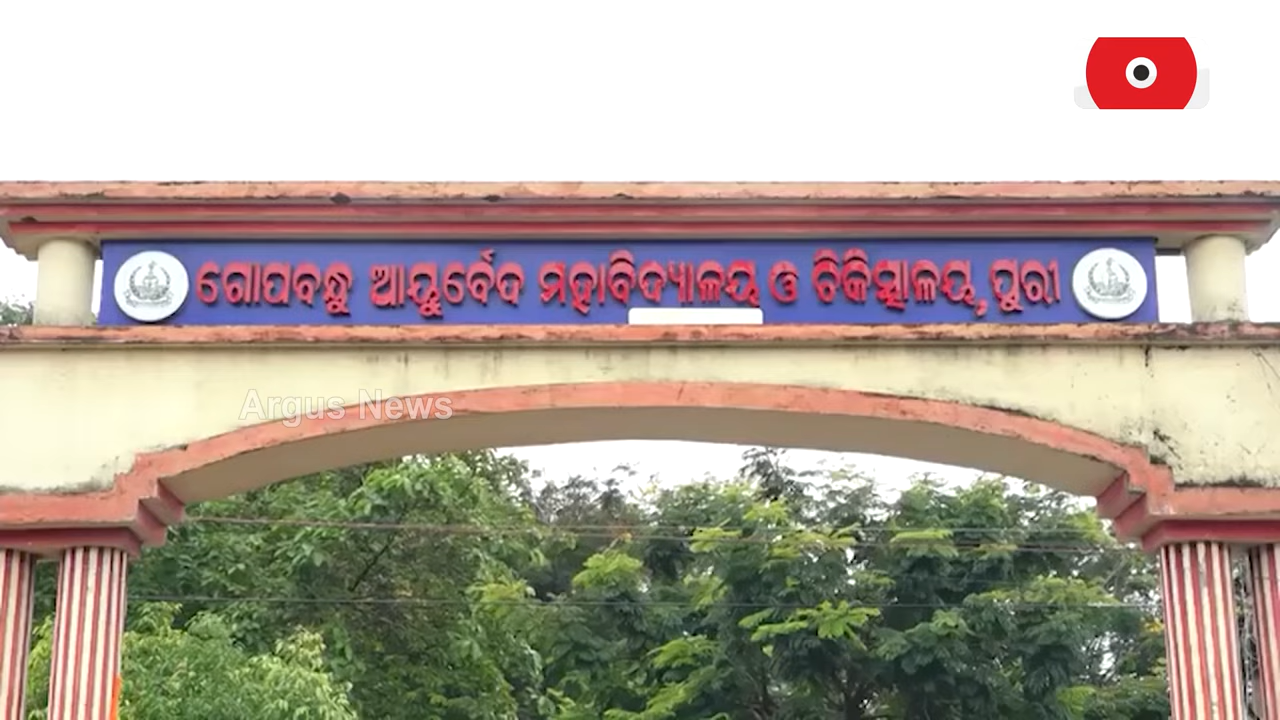 ଗୋପବନ୍ଧୁ ଆୟୁର୍ବେଦ ମହାବିଦ୍ୟାଳୟ ଓ ଚିକିତ୍ସାଳୟ, ପୁରୀ
Argus News